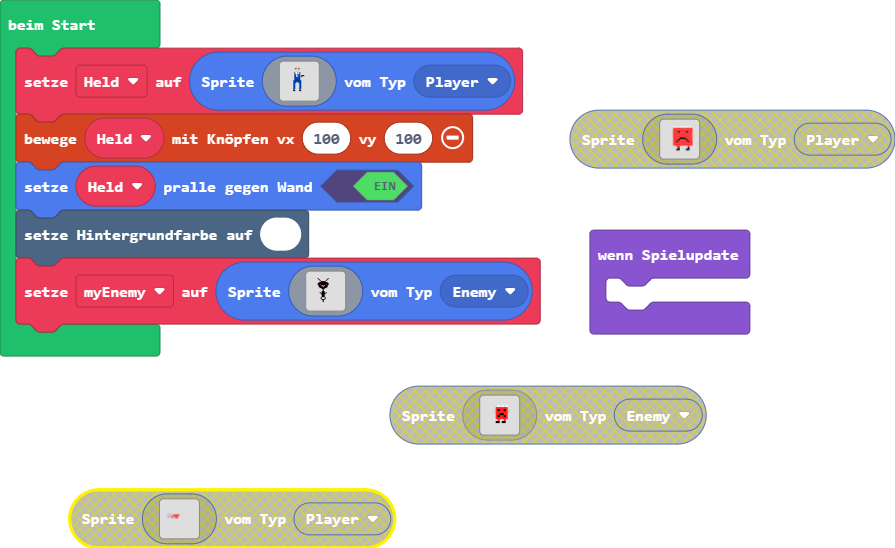 beim Start
setze Held auf Sprite vom Typ Player
bewege Held mit Knöpfen vx 100 vy 100
Sprite vom Typ Player
setze Held pralle gegen Wand EIN
setze Hintergrundfarbe auf
wenn Spielupdate
setze myEnemy auf Sprite vom Typ Enemy
Sprite vom Typ Enemy
Sprite vom Typ Player